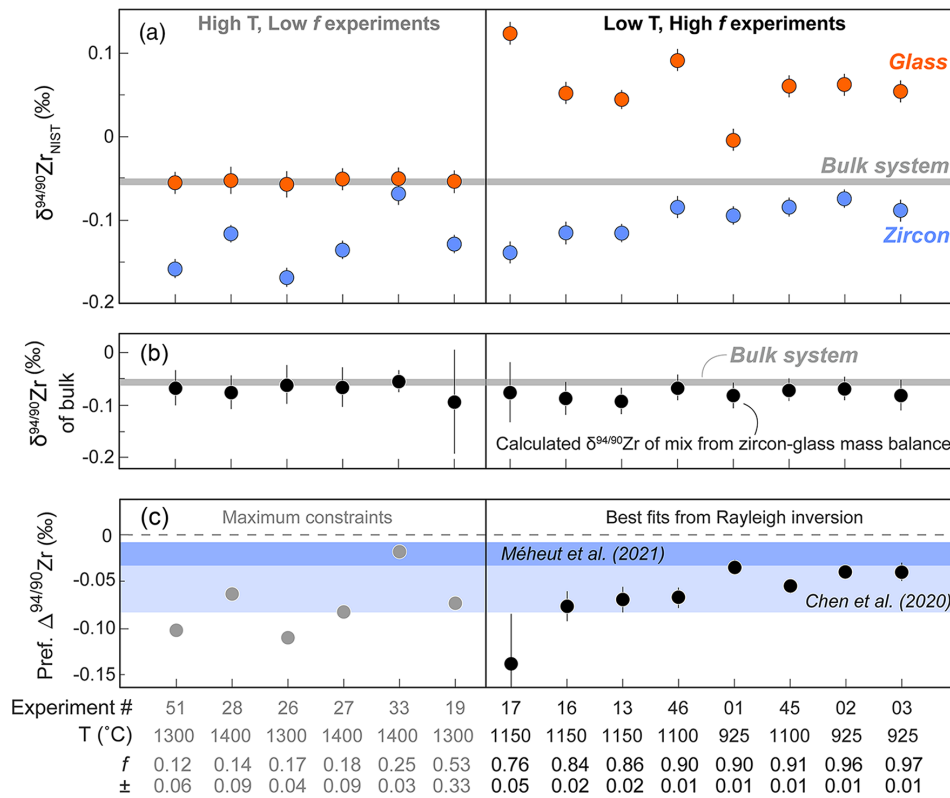 (a)
High T, Low f experiments
Low T, High f experiments
0.1
0
-0.1
-0.2
δ94/90ZrNIST (‰)
Glass
Bulk system
Zircon
(b)
0
-0.1
-0.2
δ94/90Zr (‰)
of bulk
Bulk system
Calculated δ94/90Zr of mix from zircon-glass mass balance
(c)
Maximum constraints
Best fits from Rayleigh inversion
0
-0.05
-0.10
-0.15
Pref. Δ94/90Zr (‰)
Méheut et al. (2021)
Chen et al. (2020)
Experiment # 51 28 26 27 33 19 17 16 13 46 01 45 02 03
T (˚C) 1300 1400 1300 1400 1400 1300 1150 1150 1150 1100 925 1100 925 925
f 0.12 0.14 0.17 0.18 0.25 0.53 0.76 0.84 0.86 0.90 0.90 0.91 0.96 0.97
± 0.06 0.09 0.04 0.09 0.03 0.33 0.05 0.02 0.02 0.01 0.01 0.01 0.01 0.01